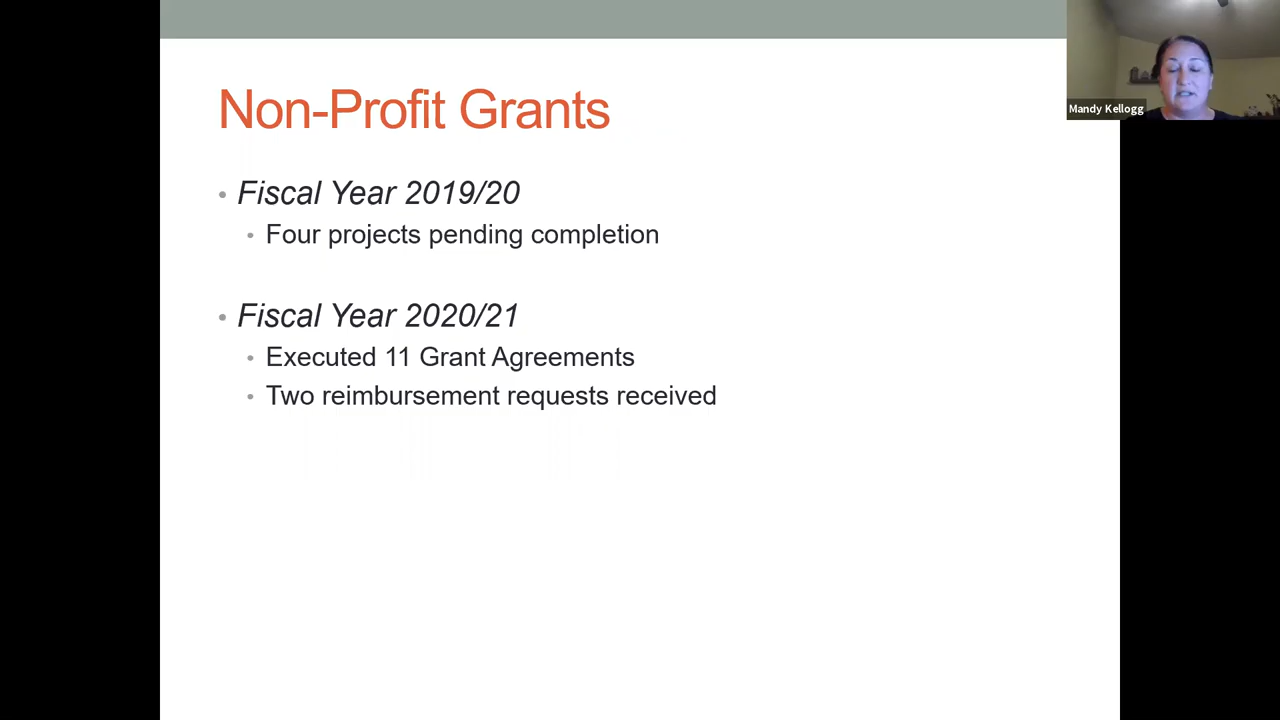 Non-Profit Grants
Mandy Kellogg
• Fiscal Year 2019/20
• Four projects pending completion
• Fiscal Year 2020/21
• Executed 11 Grant Agreements
• Two reimbursement requests received